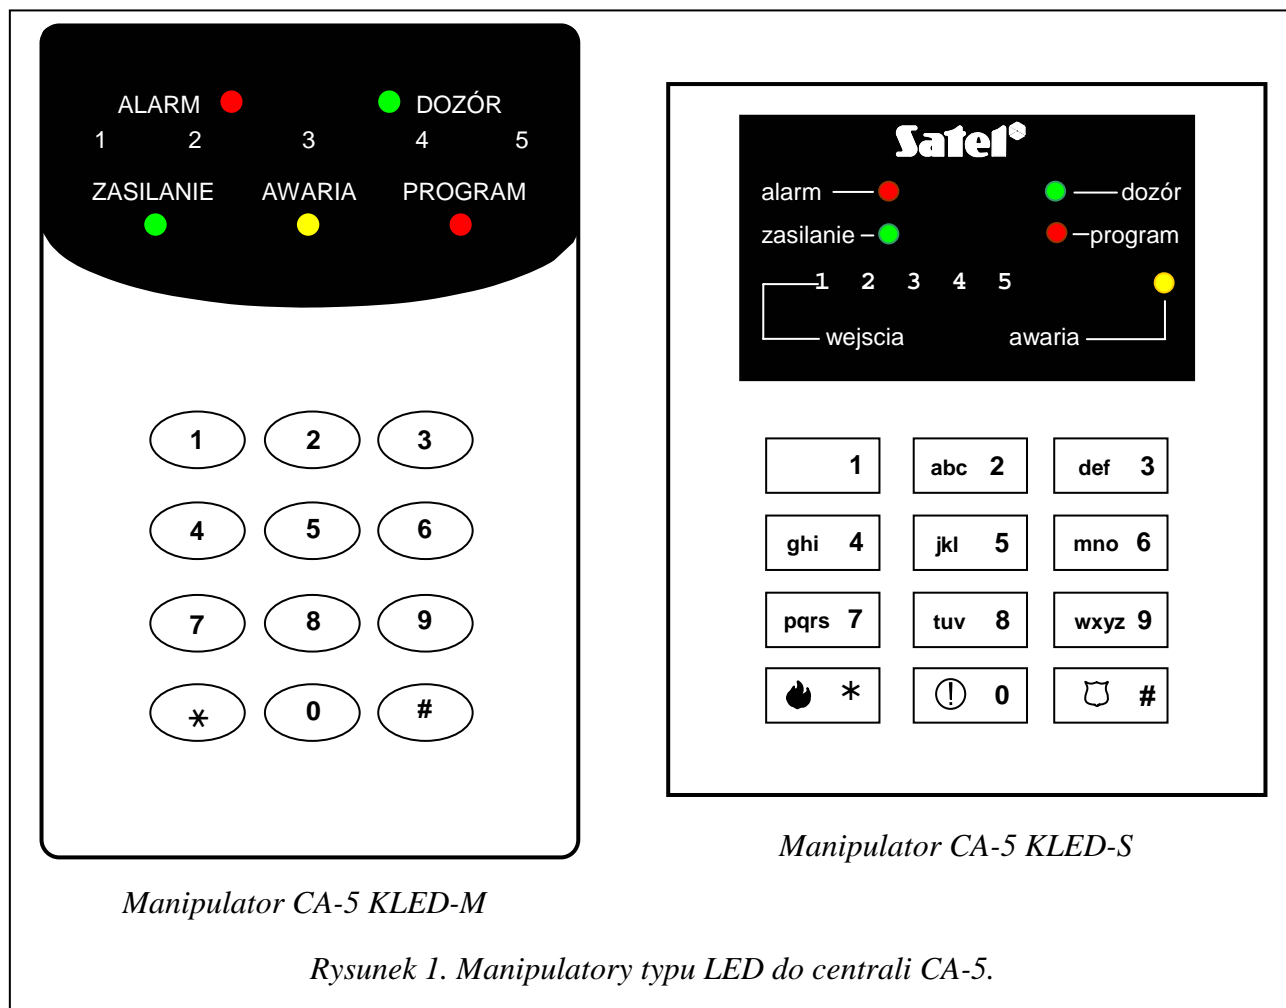 ALARM DOZÓR
1 2 3 4 5
ZASILANIE AWARIA PROGRAM
1 2 3
4 5 6
7 8 9
* 0 #
Manipulator CA-5 KLED-M
Satel®
alarm dozór
zasilanie program
1 2 3 4 5
wejscia awaria
1 abc 2 def 3
ghi 4 jkl 5 mno 6
pqrs 7 tuv 8 wxyz 9
* ! 0 #
Manipulator CA-5 KLED-S
Rysunek 1. Manipulatory typu LED do centrali CA-5.